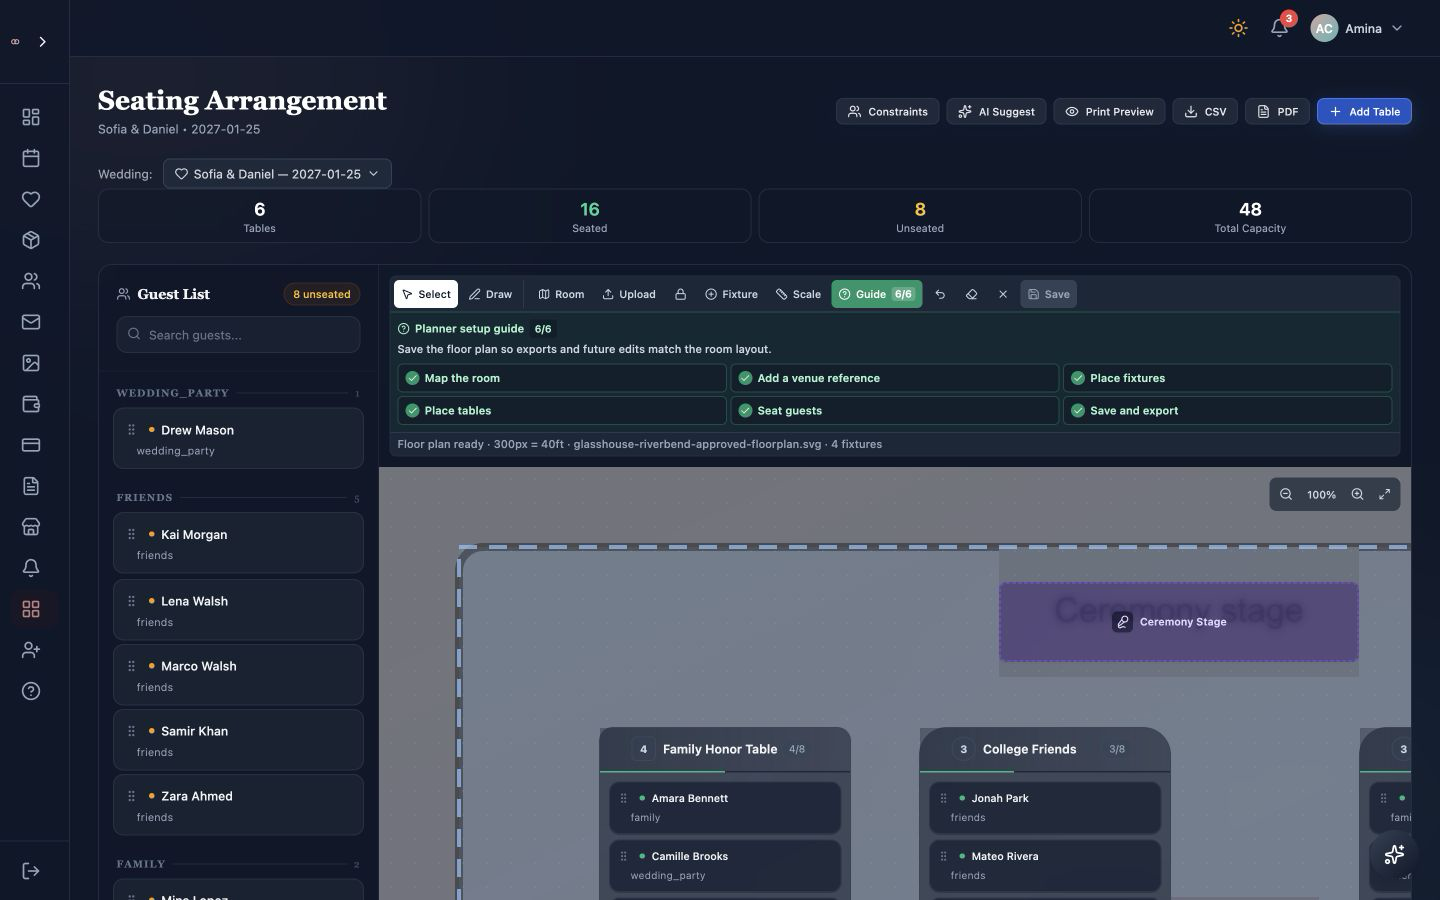 3
AC
Amina
Seating Arrangement
Sofia & Daniel • 2027-01-25
Constraints
AI Suggest
Print Preview
CSV
PDF
Add Table
Wedding:
Sofia & Daniel — 2027-01-25
6
Tables
16
Seated
8
Unseated
48
Total Capacity
Guest List
8 unseated
Search guests...
WEDDING_PARTY
1
Drew Mason
wedding_party
FRIENDS
5
Kai Morgan
friends
Lena Walsh
friends
Marco Walsh
friends
Samir Khan
friends
Zara Ahmed
friends
FAMILY
2
Select
Draw
Room
Upload
Fixture
Scale
Guide 6/6
Save
Planner setup guide 6/6
Save the floor plan so exports and future edits match the room layout.
Map the room
Add a venue reference
Place fixtures
Place tables
Seat guests
Save and export
Floor plan ready · 300px = 40ft · glasshouse-riverbend-approved-floorplan.svg · 4 fixtures
100%
Ceremony stage
Ceremony Stage
4 Family Honor Table 4/8
Amara Bennett
family
Camille Brooks
wedding_party
3 College Friends 3/8
Jonah Park
friends
Mateo Rivera
friends
3